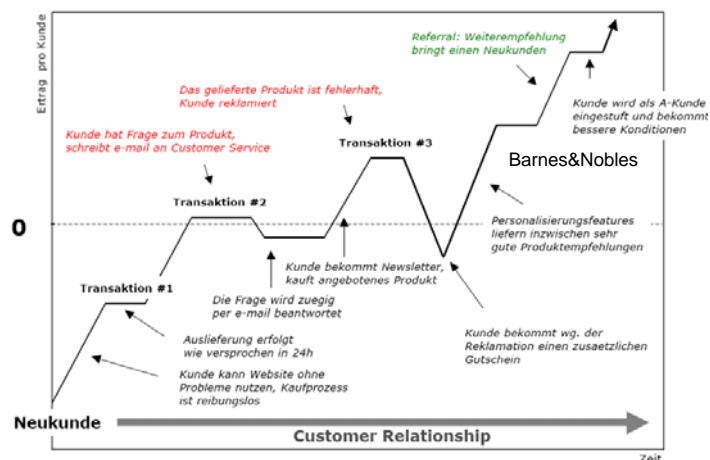 Ertrag pro Kunde
Referral: Weiterempfehlung
bringt einen Neukunden
Das gelieferte Produkt ist fehlerhaft,
Kunde reklamiert
Kunde wird als A-Kunde
eingestuft und bekommt
bessere Konditionen
Kunde hat Frage zum Produkt,
schreibt e-mail an Customer Service
Transaktion #3
Barnes&Nobles
Transaktion #2
0
Personalisierungsfeatures
liefern inzwischen sehr
gute Produktempfehlungen
Kunde bekommt Newsletter,
kauft angebotenes Produkt
Transaktion #1
Die Frage wird zuegig
per e-mail beantwortet
Auslieferung erfolgt
wie versprochen in 24h
Kunde bekommt wg. der
Reklamation einen zusaetzlichen
Gutschein
Kunde kann Website ohne
Probleme nutzen, Kaufprozess
ist reibungslos
Neukunde
Customer Relationship
Zeit